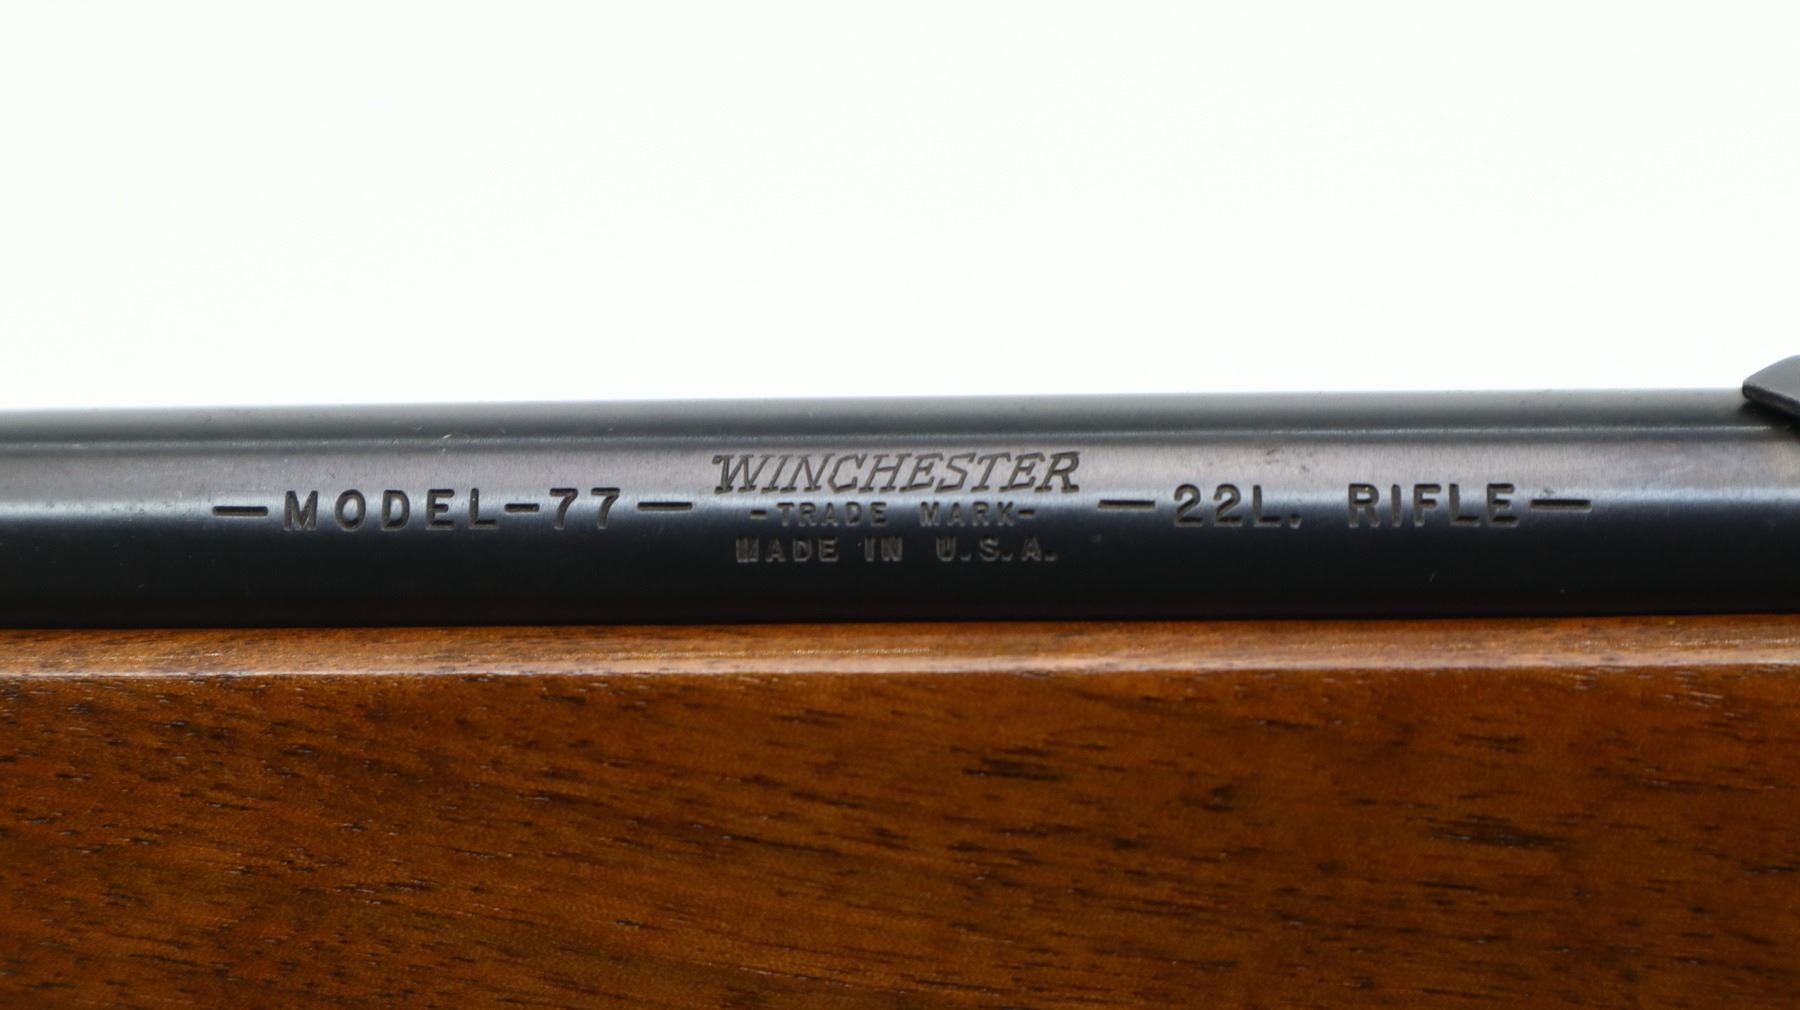 —MODEL-77— WINCHESTER —22L. RIFLE—
-TRADE MARK-
MADE IN U.S.A.